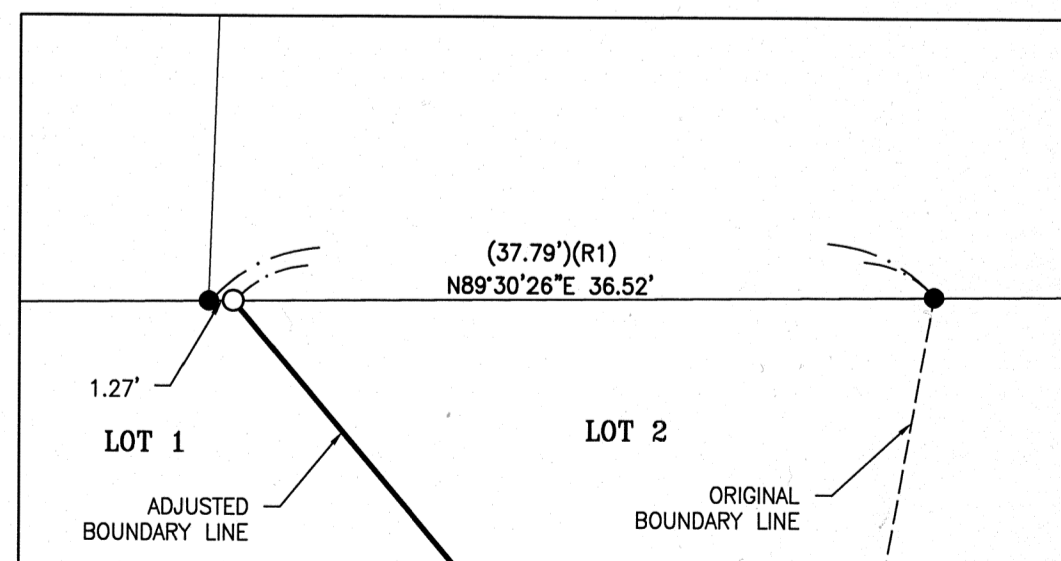 (37.79')(R1)
N89°30'26"E 36.52'
1.27'
LOT 1
LOT 2
ADJUSTED
BOUNDARY LINE
ORIGINAL
BOUNDARY LINE